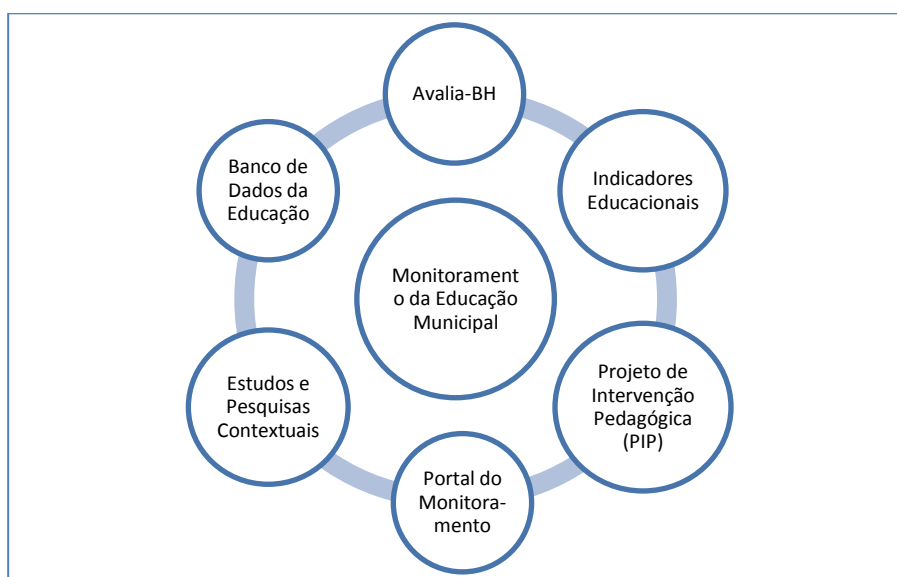 Avalia-BH
Indicadores
Educacionais
Projeto de
Intervenção
Pedagógica
(PIP)
Portal do
Monitora-
mento
Estudos e
Pesquisas
Contextuais
Banco de
Dados da
Educação
Monitorament
o da Educação
Municipal